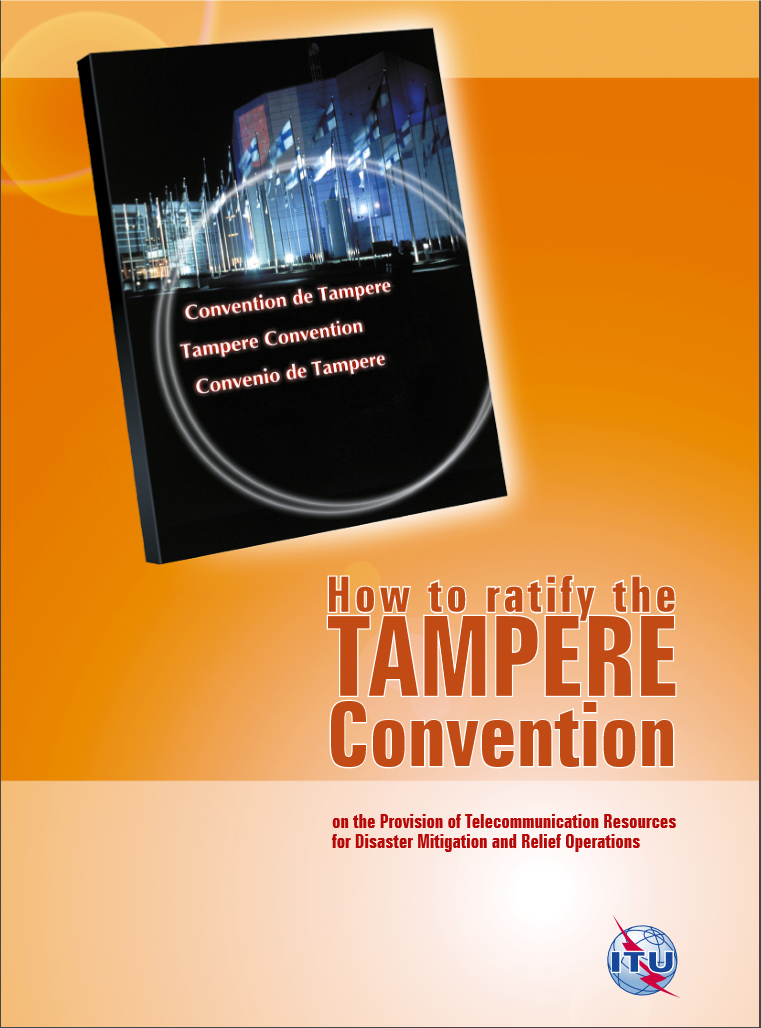 Convention de Tampere
Tampere Convention
Convenio de Tampere
How to ratify the
TAMPERE
Convention
on the Provision of Telecommunication Resources
for Disaster Mitigation and Relief Operations
ITU